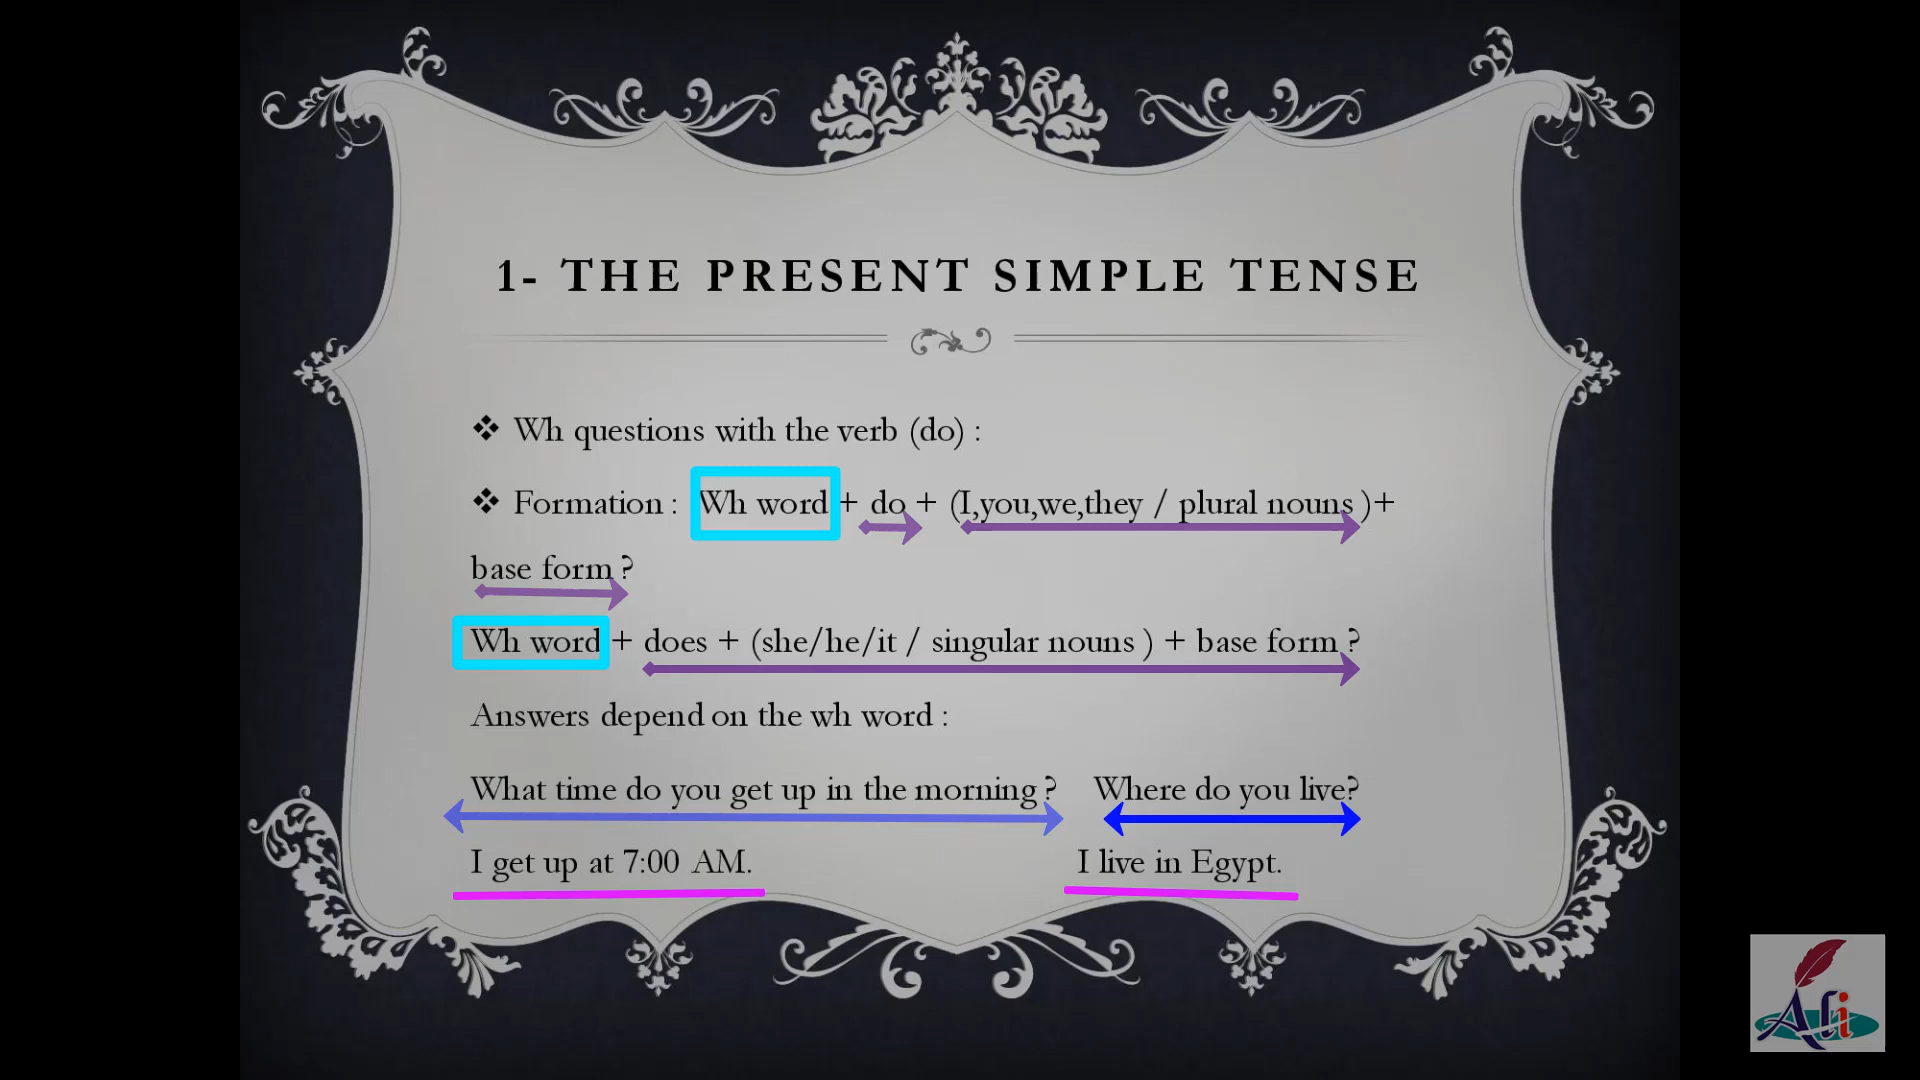 1- THE PRESENT SIMPLE TENSE
❖ Wh questions with the verb (do) :
❖ Formation : Wh word + do + (I,you,we,they / plural nouns )+
base form ?
Wh word + does + (she/he/it / singular nouns ) + base form ?
Answers depend on the wh word :
What time do you get up in the morning ? Where do you live?
I get up at 7:00 AM. I live in Egypt.
Ali